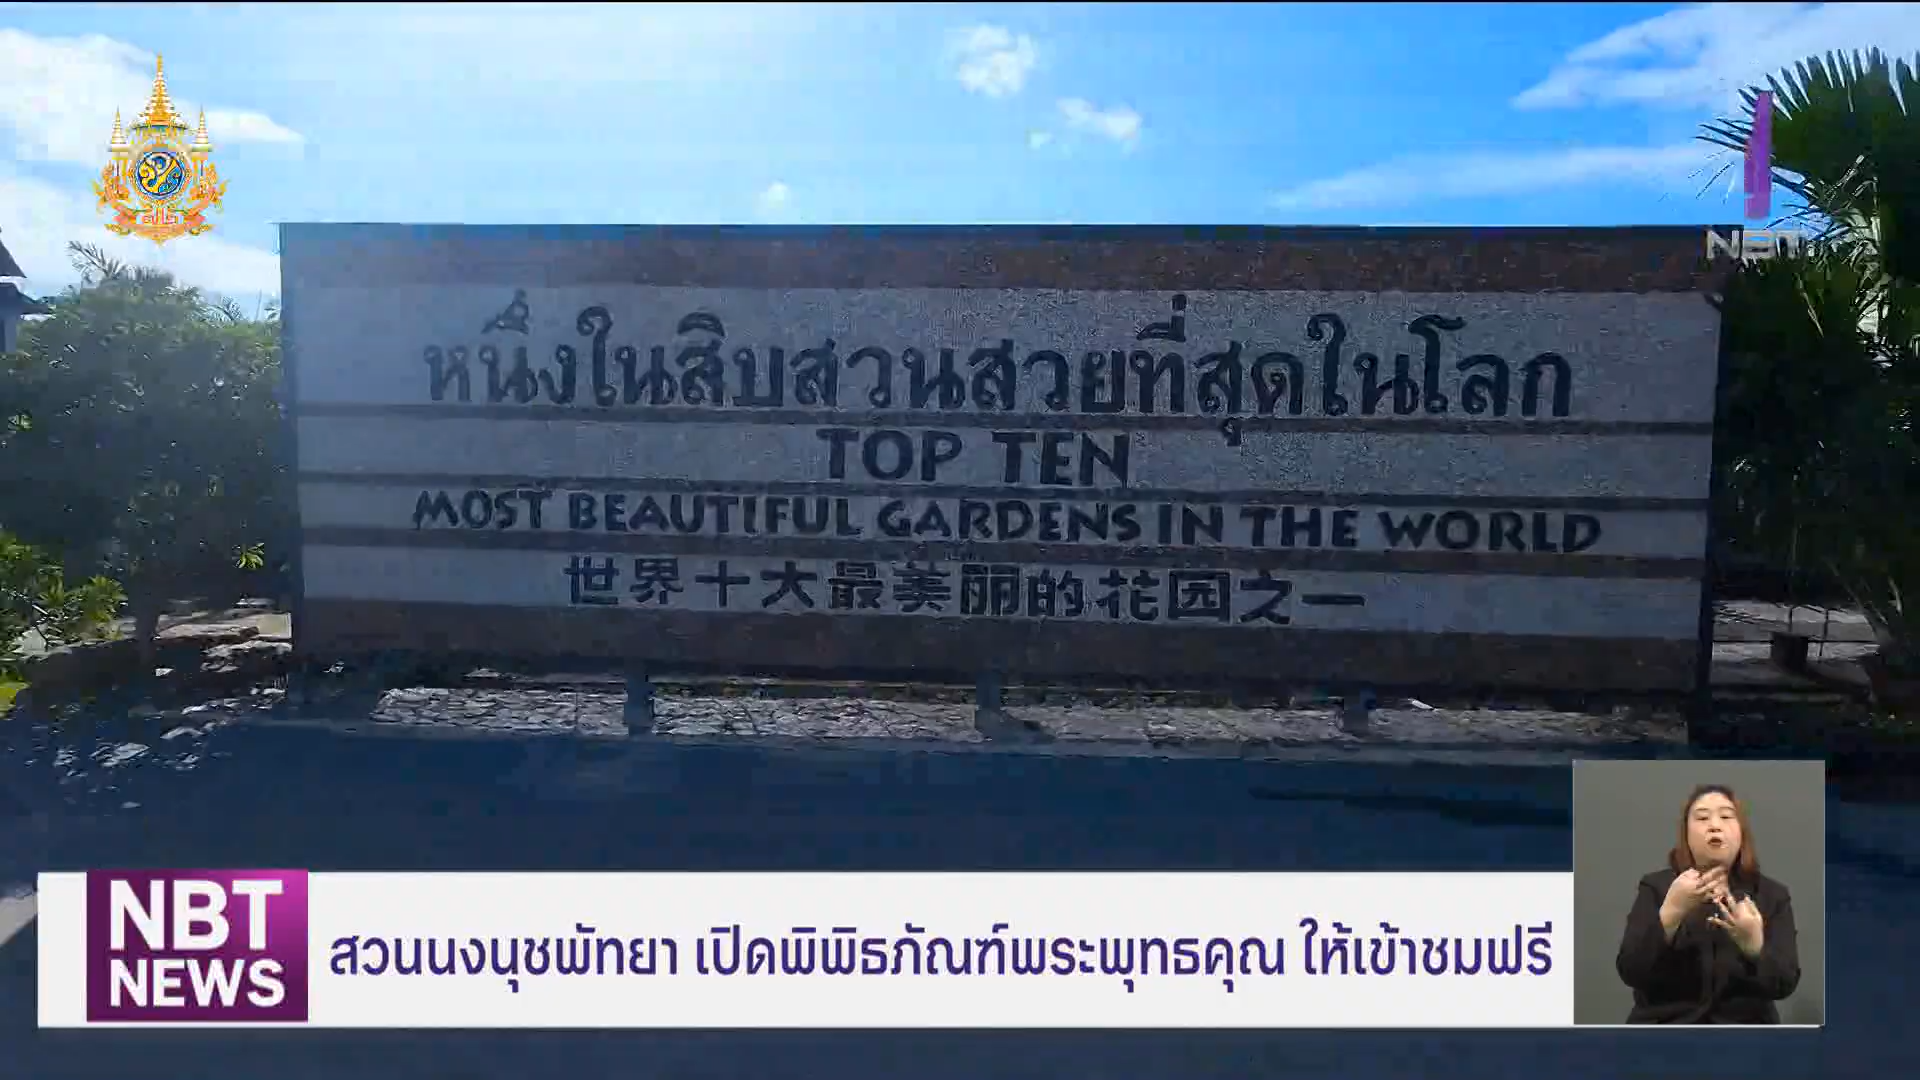 NBT
หนึ่งในสิบสวนสวยที่สุดในโลก
TOP TEN
MOST BEAUTIFUL GARDENS IN THE WORLD
世界十大最美丽的花园之一
NBT
NEWS
สวนนงนุชพัทยา เปิดพิพิธภัณฑ์พระพุทธคุณ ให้เข้าชมฟรี